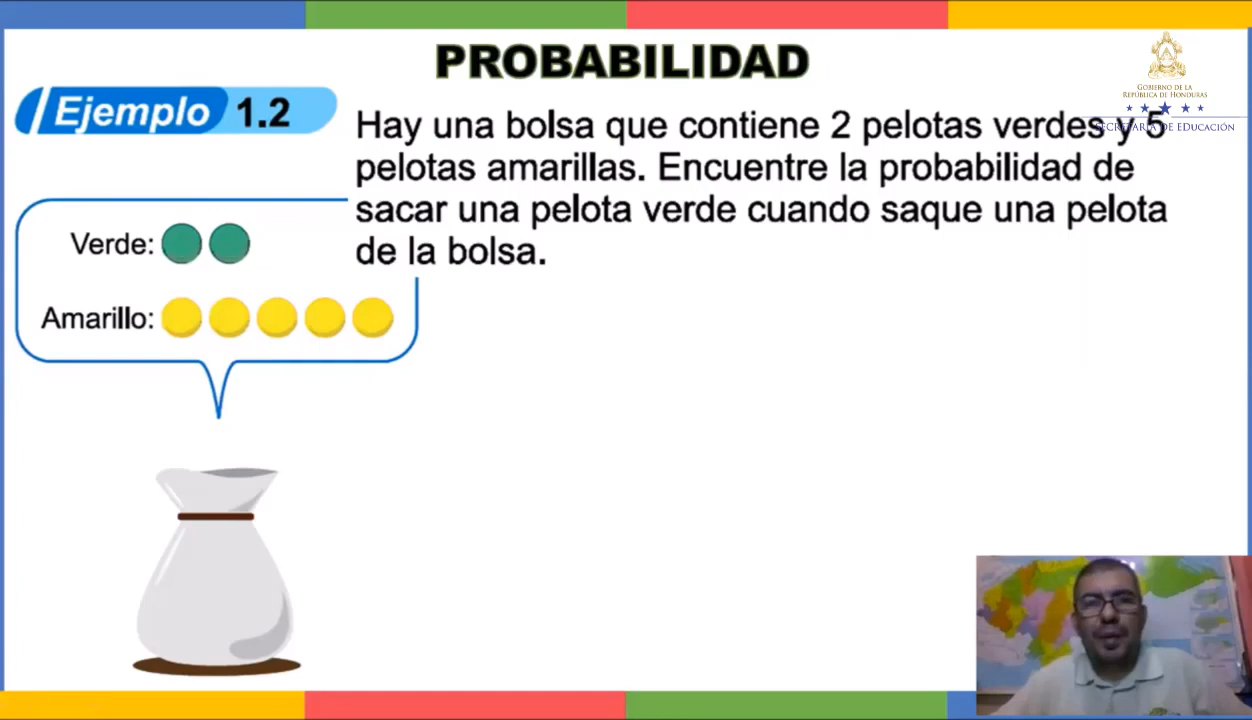 PROBABILIDAD
GOBIERNO DE LA
REPÚBLICA DE HONDURAS
SECRETARÍA DE EDUCACIÓN
Ejemplo 1.2
Hay una bolsa que contiene 2 pelotas verdes y 5
pelotas amarillas. Encuentre la probabilidad de
sacar una pelota verde cuando saque una pelota
de la bolsa.
Verde:
Amarillo: